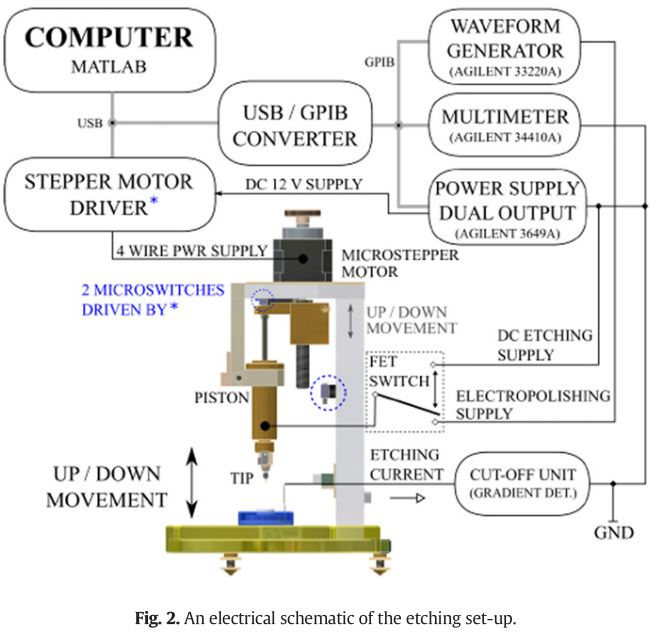 COMPUTER
MATLAB
WAVEFORM
GENERATOR
(AGILENT 33220A)
GPIB
USB
USB / GPIB
CONVERTER
MULTIMETER
(AGILENT 34410A)
STEPPER MOTOR
DRIVER*
DC 12 V SUPPLY
POWER SUPPLY
DUAL OUTPUT
(AGILENT 3649A)
4 WIRE PWR SUPPLY
MICROSTEPPER
MOTOR
2 MICROSWITCHES
DRIVEN BY*
UP / DOWN
MOVEMENT
DC ETCHING
SUPPLY
FET
SWITCH
PISTON
ELECTROPOLISHING
SUPPLY
UP / DOWN
MOVEMENT
TIP
ETCHING
CURRENT
CUT-OFF UNIT
(GRADIENT DET.)
GND
Fig. 2. An electrical schematic of the etching set-up.